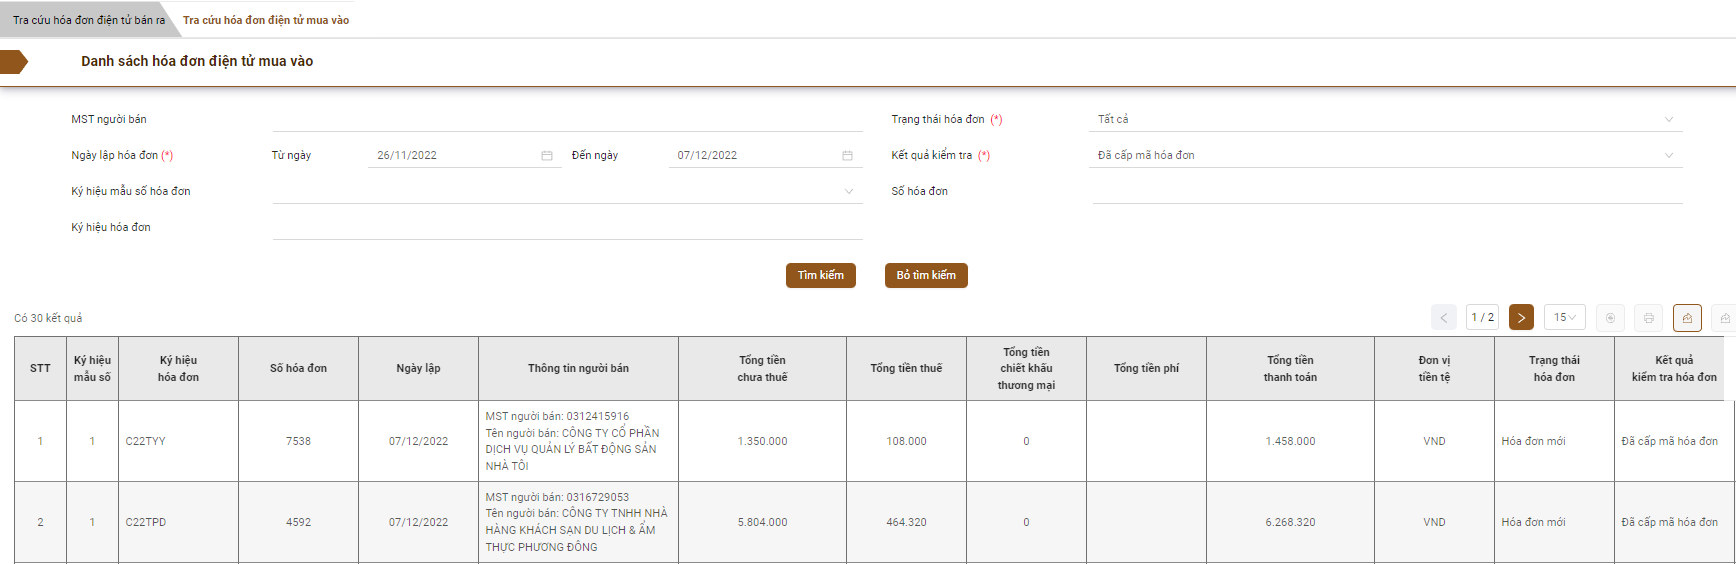 Tra cứu hóa đơn điện tử bán ra
Tra cứu hóa đơn điện tử mua vào
Danh sách hóa đơn điện tử mua vào
MST người bán
Trạng thái hóa đơn (*)
Tất cả
Ngày lập hóa đơn (*)
Từ ngày
26/11/2022
Đến ngày
07/12/2022
Kết quả kiểm tra (*)
Đã cấp mã hóa đơn
Ký hiệu mẫu số hóa đơn
Số hóa đơn
Ký hiệu hóa đơn
Tìm kiếm
Bỏ tìm kiếm
Có 30 kết quả
1 / 2
15
STT
Ký hiệu
mẫu số
Ký hiệu
hóa đơn
Số hóa đơn
Ngày lập
Thông tin người bán
Tổng tiền
chưa thuế
Tổng tiền thuế
Tổng tiền
chiết khấu
thương mại
Tổng tiền phí
Tổng tiền
thanh toán
Đơn vị
tiền tệ
Trạng thái
hóa đơn
Kết quả
kiểm tra hóa đơn
1
1
C22TYY
7538
07/12/2022
MST người bán: 0312415916
Tên người bán: CÔNG TY CỔ PHẦN
DỊCH VỤ QUẢN LÝ BẤT ĐỘNG SẢN
NHÀ TÔI
1.350.000
108.000
0
1.458.000
VND
Hóa đơn mới
Đã cấp mã hóa đơn
2
1
C22TPD
4592
07/12/2022
MST người bán: 0316729053
Tên người bán: CÔNG TY TNHH NHÀ
HÀNG KHÁCH SẠN DU LỊCH & ẨM
THỰC PHƯƠNG ĐÔNG
5.804.000
464.320
0
6.268.320
VND
Hóa đơn mới
Đã cấp mã hóa đơn